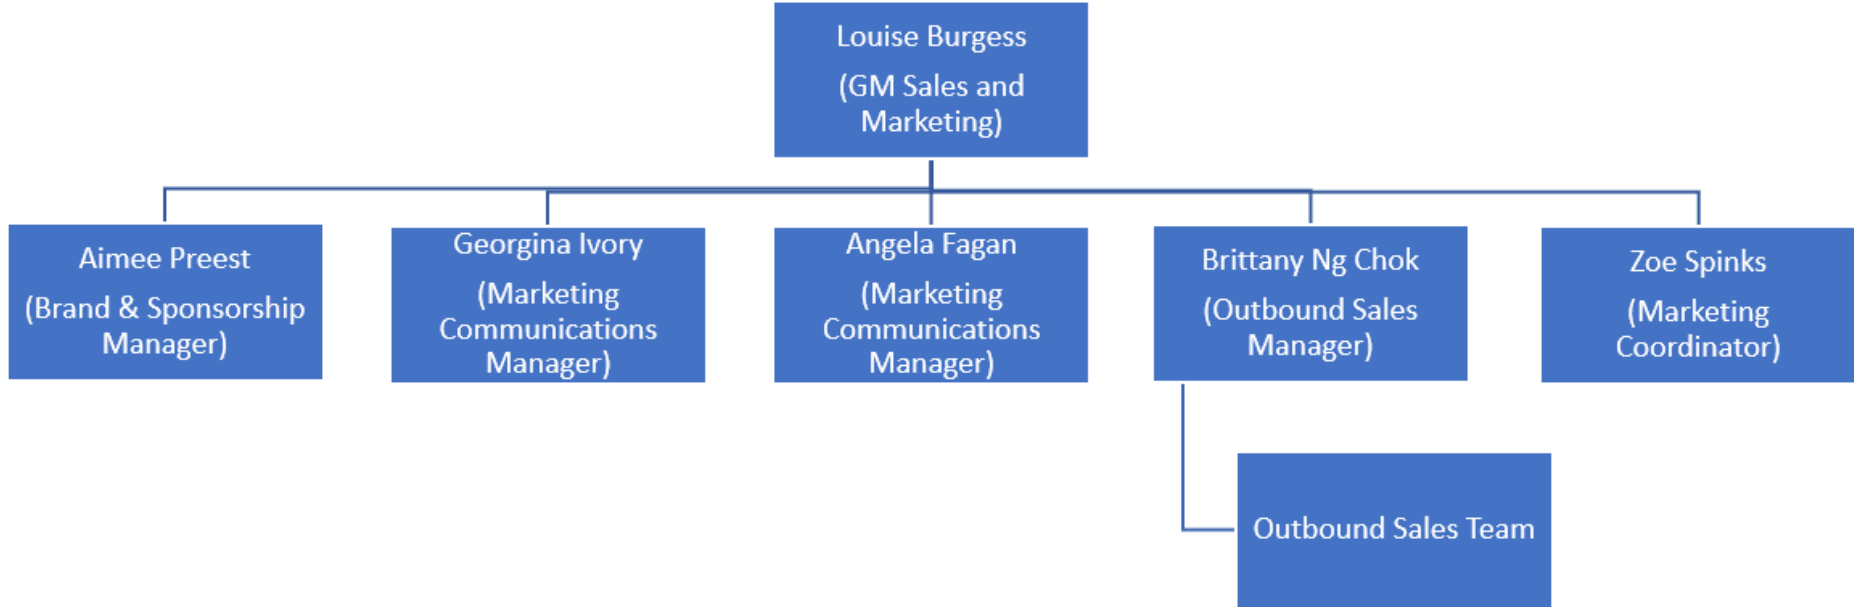 Louise Burgess
(GM Sales and
Marketing)
Aimee Preest
(Brand & Sponsorship
Manager)
Georgina Ivory
(Marketing
Communications
Manager)
Angela Fagan
(Marketing
Communications
Manager)
Brittany Ng Chok
(Outbound Sales
Manager)
Zoe Spinks
(Marketing
Coordinator)
Outbound Sales Team